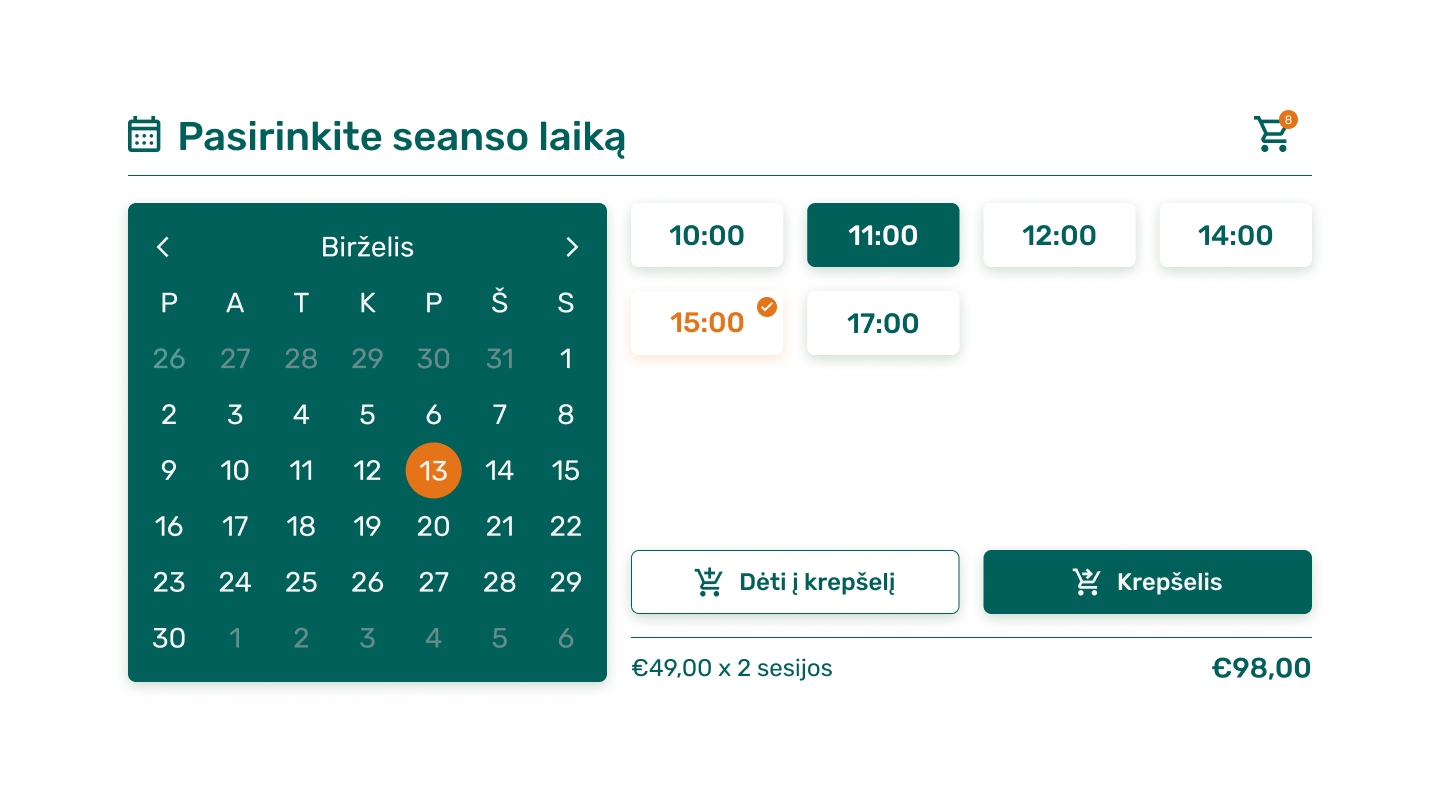 Pasirinkite seanso laiką
8
Birželis
P A T K P Š S
26 27 28 29 30 31 1
2 3 4 5 6 7 8
9 10 11 12 13 14 15
16 17 18 19 20 21 22
23 24 25 26 27 28 29
30 1 2 3 4 5 6
10:00 11:00 12:00 14:00
15:00 17:00
Dėti į krepšelį
Krepšelis
€49,00 x 2 sesijos
€98,00